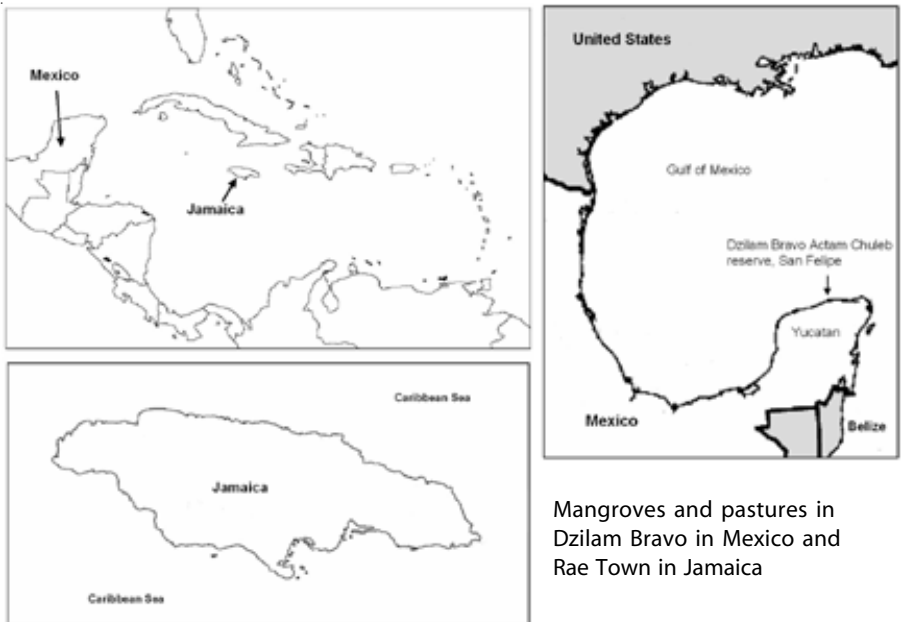 Mexico
Jamaica
United States
Gulf of Mexico
Dzilam Bravo Actam Chuleb
reserve, San Felipe
Yucatan
Mexico
Belize
Caribbean Sea
Jamaica
Caribbean Sea
Mangroves and pastures in
Dzilam Bravo in Mexico and
Rae Town in Jamaica